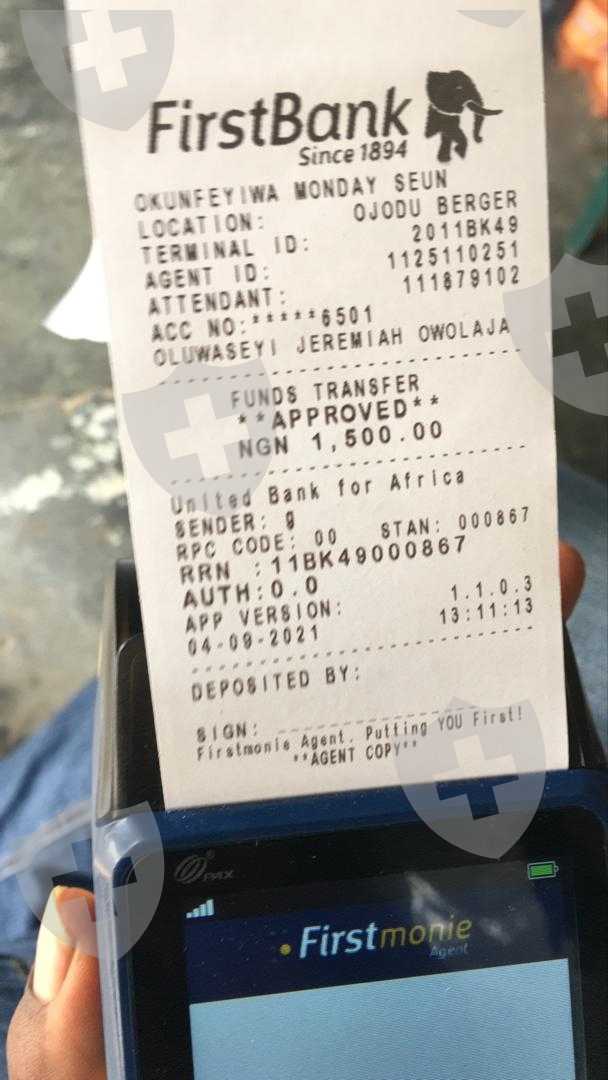 FirstBank
Since 1894
OKUNFEYIWA MONDAY SEUN
LOCATION: OJODU BERGER
TERMINAL ID: 2011BK49
AGENT ID: 1125110251
ATTENDANT: 111879102
ACC NO:*****6501
OLUWASEYI JEREMIAH OWOLAJA
FUNDS TRANSFER
**APPROVED**
NGN 1,500.00
United Bank for Africa
SENDER: g
RPC CODE: 00 STAN: 000867
RRN :11BK49000867
AUTH:0.0
APP VERSION: 1.1.0.3
04-09-2021 13:11:13
DEPOSITED BY:
SIGN:
Firstmonie Agent. Putting YOU First!
**AGENT COPY**
PAX
Firstmonie
Agent